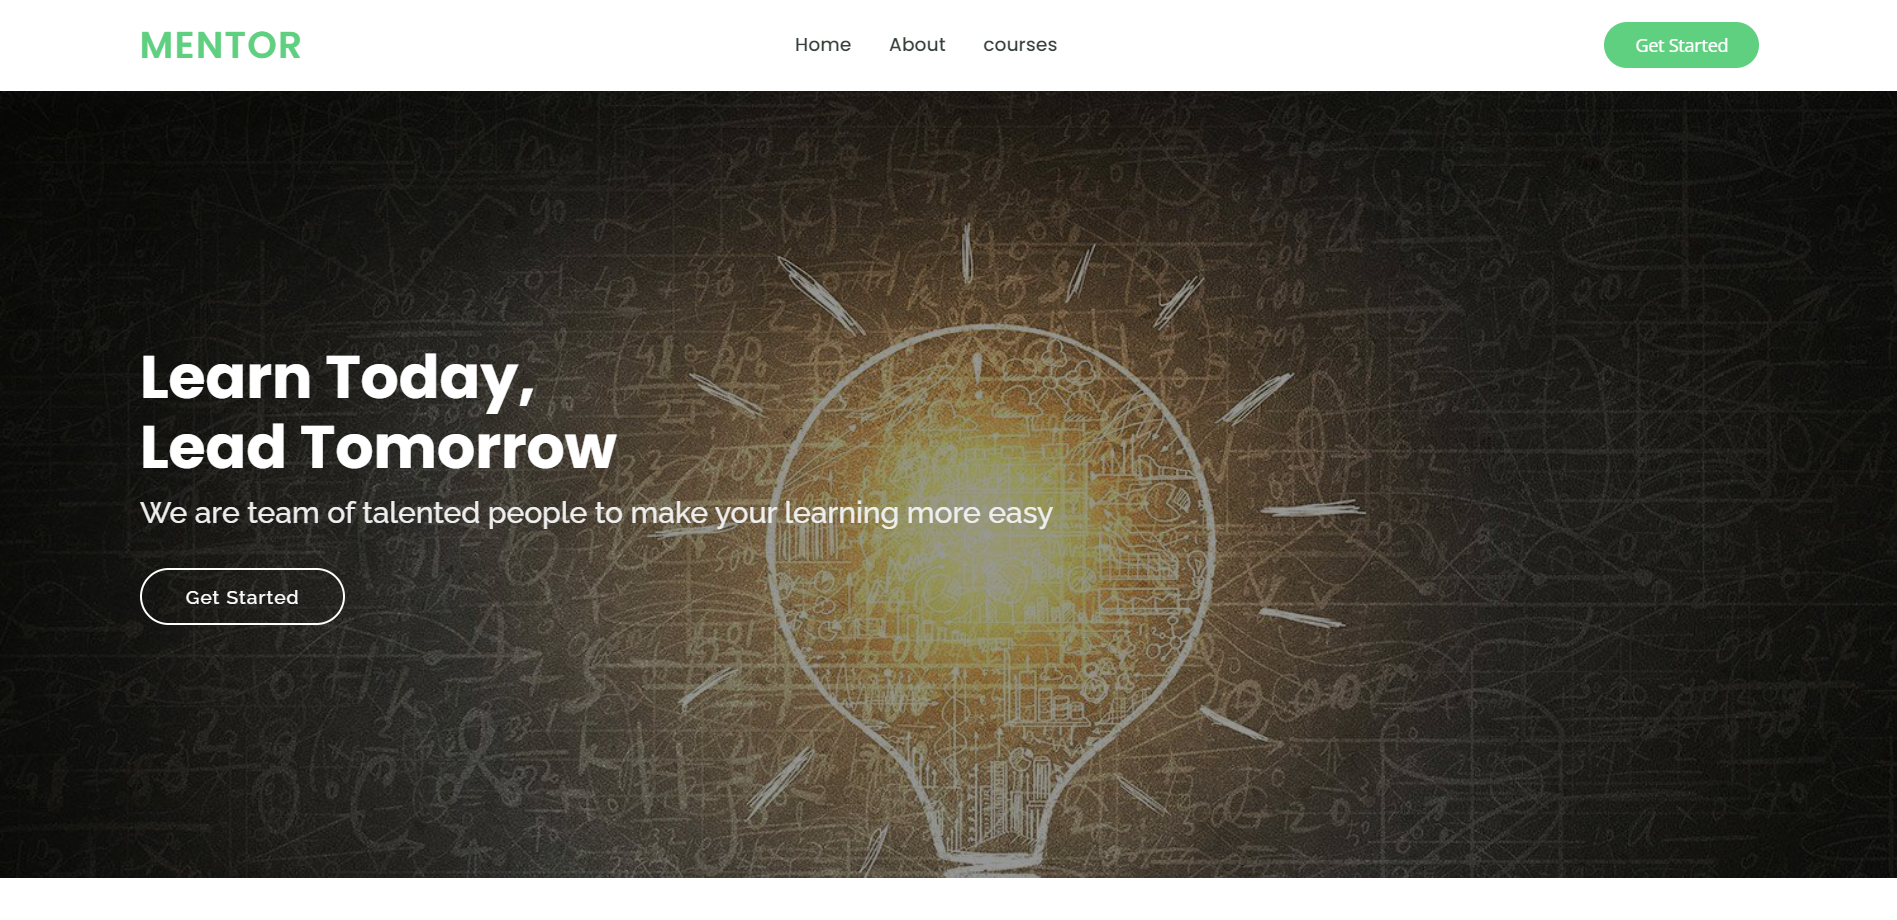 MENTOR
Home
About
courses
Get Started
Learn Today,
Lead Tomorrow
We are team of talented people to make your learning more easy
Get Started